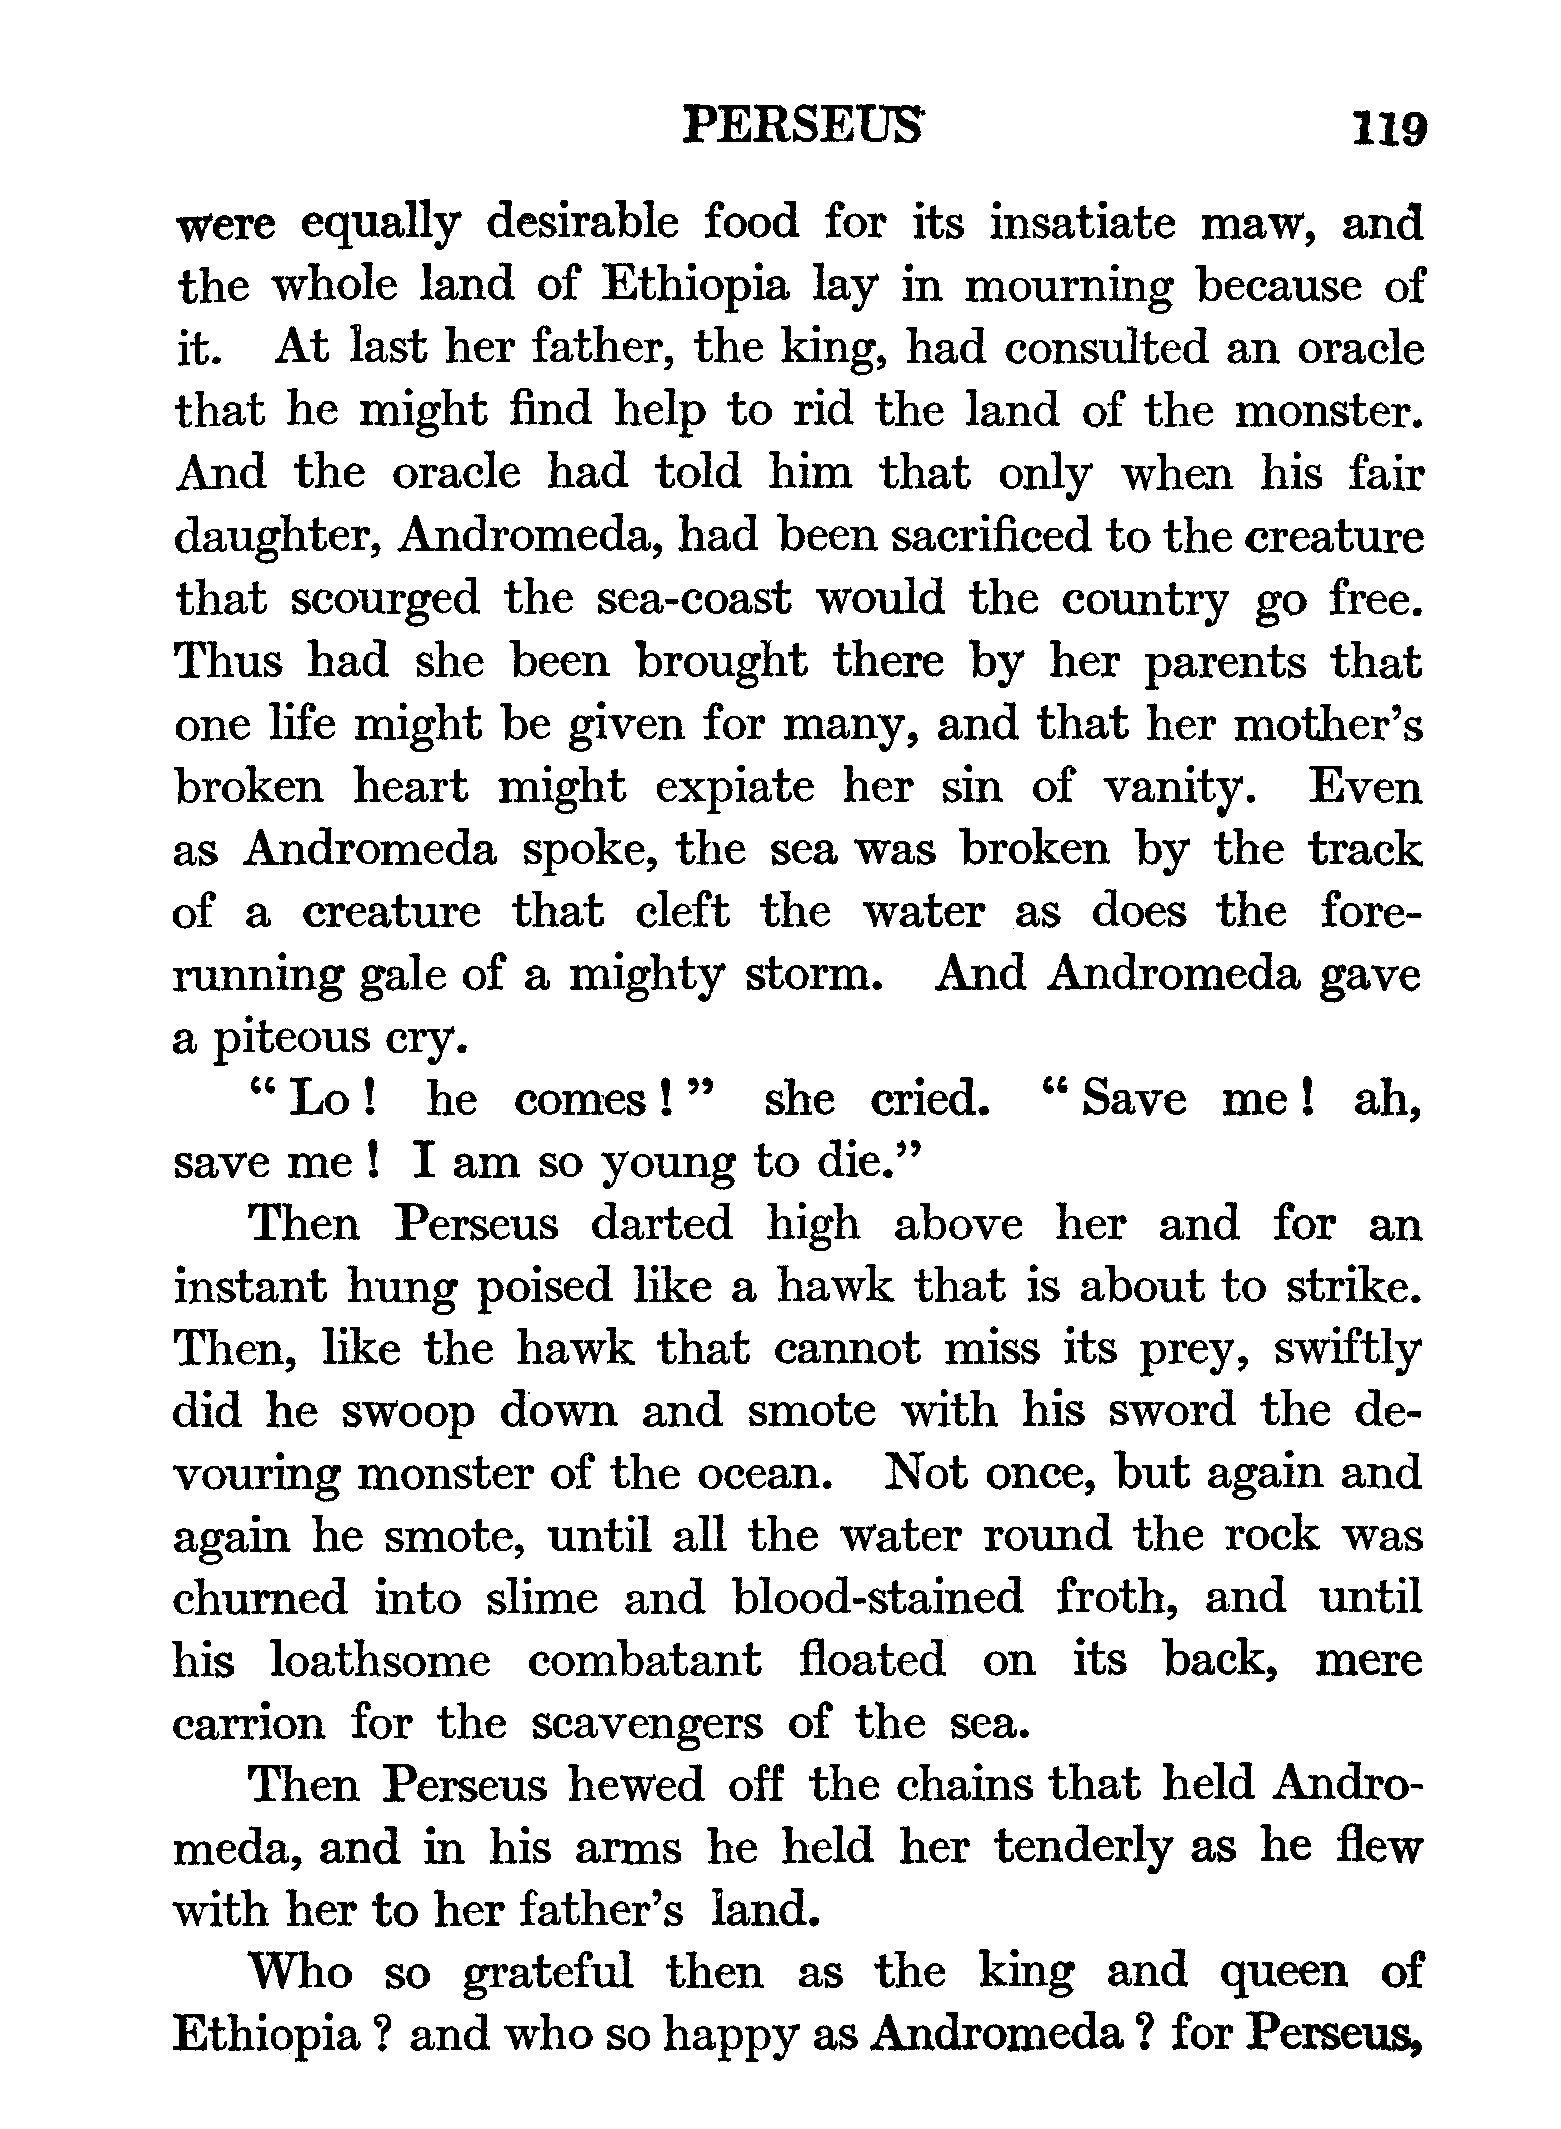 PERSEUS 119
were equally desirable food for its insatiate maw, and
the whole land of Ethiopia lay in mourning because of
it. At last her father, the king, had consulted an oracle
that he might find help to rid the land of the monster.
And the oracle had told him that only when his fair
daughter, Andromeda, had been sacrificed to the creature
that scourged the sea-coast would the country go free.
Thus had she been brought there by her parents that
one life might be given for many, and that her mother's
broken heart might expiate her sin of vanity. Even
as Andromeda spoke, the sea was broken by the track
of a creature that cleft the water as does the fore-
running gale of a mighty storm. And Andromeda gave
a piteous cry.
“ Lo ! he comes ! ” she cried. “ Save me ! ah,
save me ! I am so young to die.”
Then Perseus darted high above her and for an
instant hung poised like a hawk that is about to strike.
Then, like the hawk that cannot miss its prey, swiftly
did he swoop down and smote with his sword the de-
vouring monster of the ocean. Not once, but again and
again he smote, until all the water round the rock was
churned into slime and blood-stained froth, and until
his loathsome combatant floated on its back, mere
carrion for the scavengers of the sea.
Then Perseus hewed off the chains that held Andro-
meda, and in his arms he held her tenderly as he flew
with her to her father's land.
Who so grateful then as the king and queen of
Ethiopia ? and who so happy as Andromeda ? for Perseus,